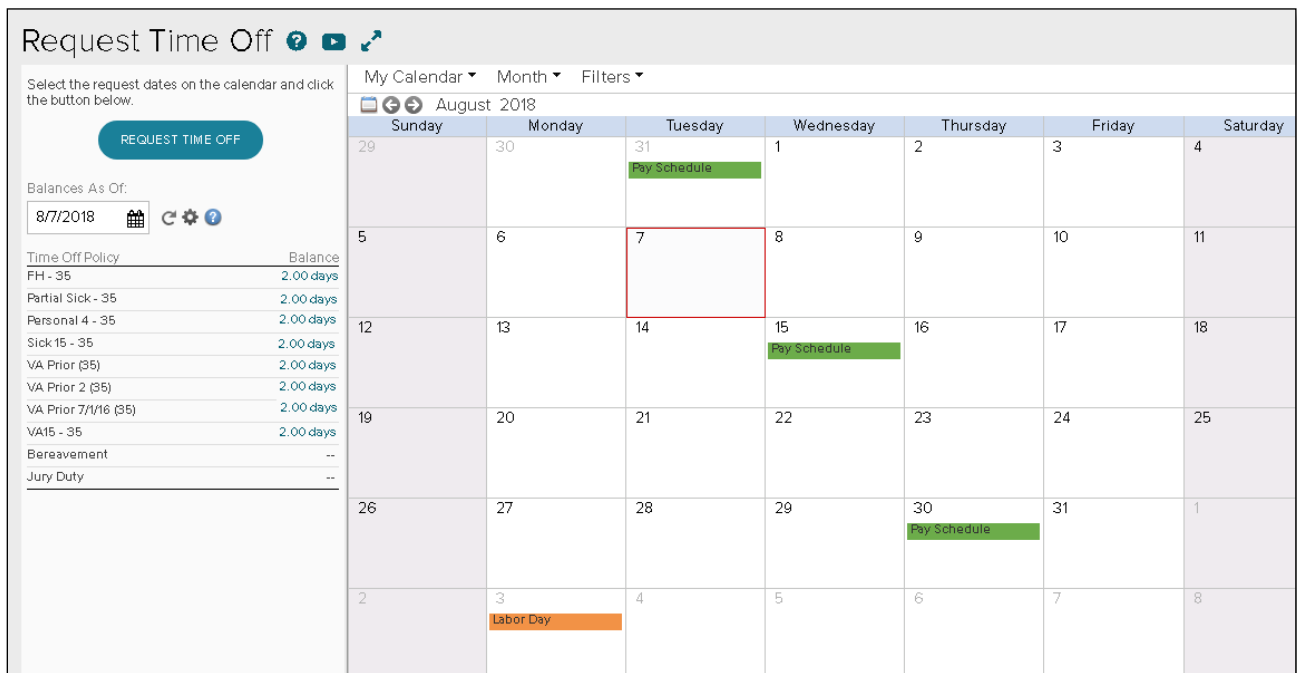 Request Time Off
Select the request dates on the calendar and click
the button below.
REQUEST TIME OFF
Balances As Of:
8/7/2018
Time Off Policy Balance
FH - 35 2.00 days
Partial Sick - 35 2.00 days
Personal 4 - 35 2.00 days
Sick 15 - 35 2.00 days
VA Prior (35) 2.00 days
VA Prior 2 (35) 2.00 days
VA Prior 7/1/16 (35) 2.00 days
VA15 - 35 2.00 days
Bereavement --
Jury Duty --
My Calendar Month Filters
August 2018
Sunday Monday Tuesday Wednesday Thursday Friday Saturday
29 30 31 1 2 3 4
Pay Schedule
5 6 7 8 9 10 11
12 13 14 15 16 17 18
Pay Schedule
19 20 21 22 23 24 25
26 27 28 29 30 31 1
Pay Schedule
2 3 4 5 6 7 8
Labor Day